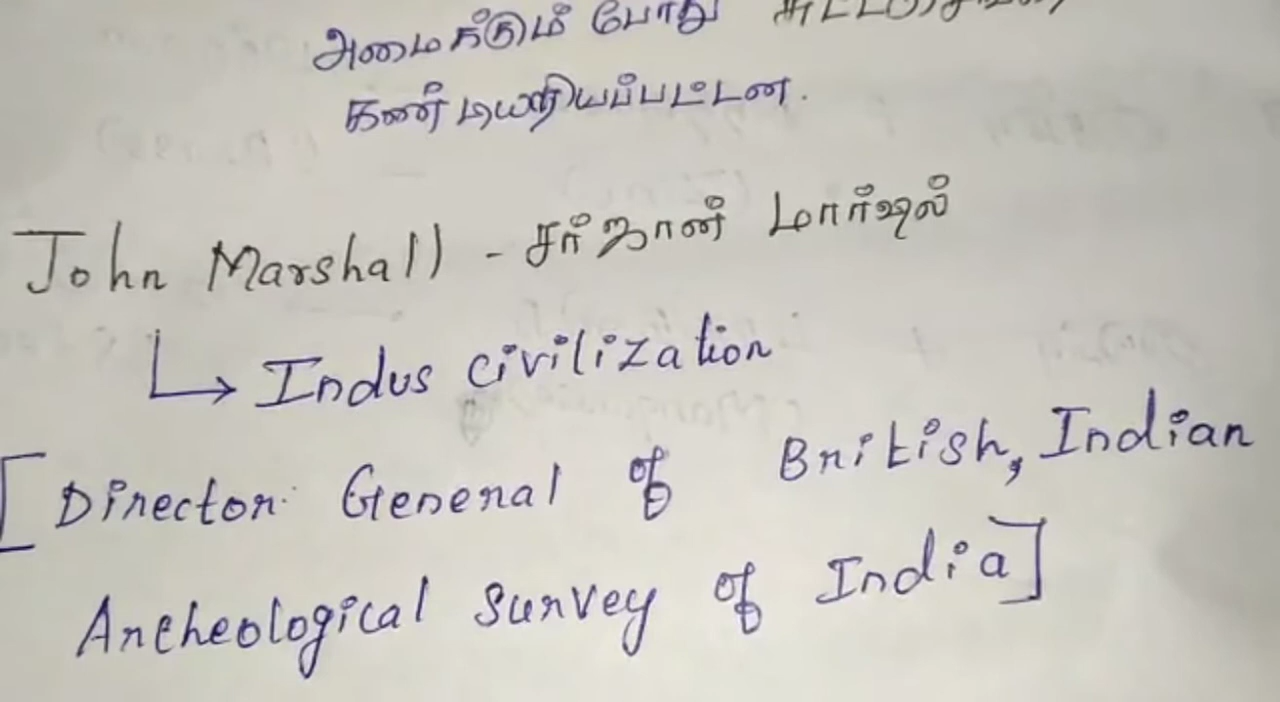 அமைக்கும் போது
கண்டியறியப்பட்டன.
John Marshall - சர் ஜான் மார்ஷல்
↳ Indus civilization
[Director General of British, Indian
Archeological Survey of India]